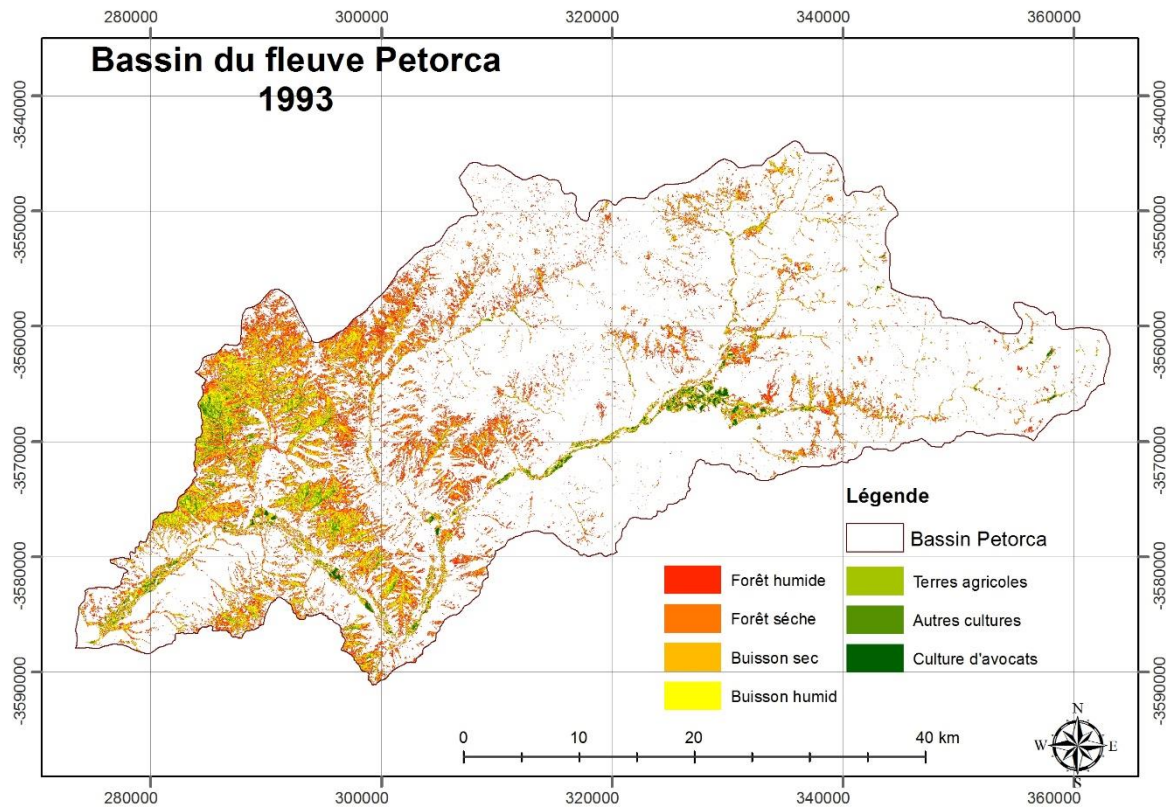 280000 300000 320000 340000 360000
Bassin du fleuve Petorca
1993
-3540000 -3540000
-3550000 -3550000
-3560000 -3560000
-3570000 -3570000
-3580000 -3580000
-3590000 -3590000
Légende
Bassin Petorca
Forêt humide Terres agricoles
Forêt séche Autres cultures
Buisson sec Culture d'avocats
Buisson humid
0 10 20 40 km
N
W E
S
280000 300000 320000 340000 360000